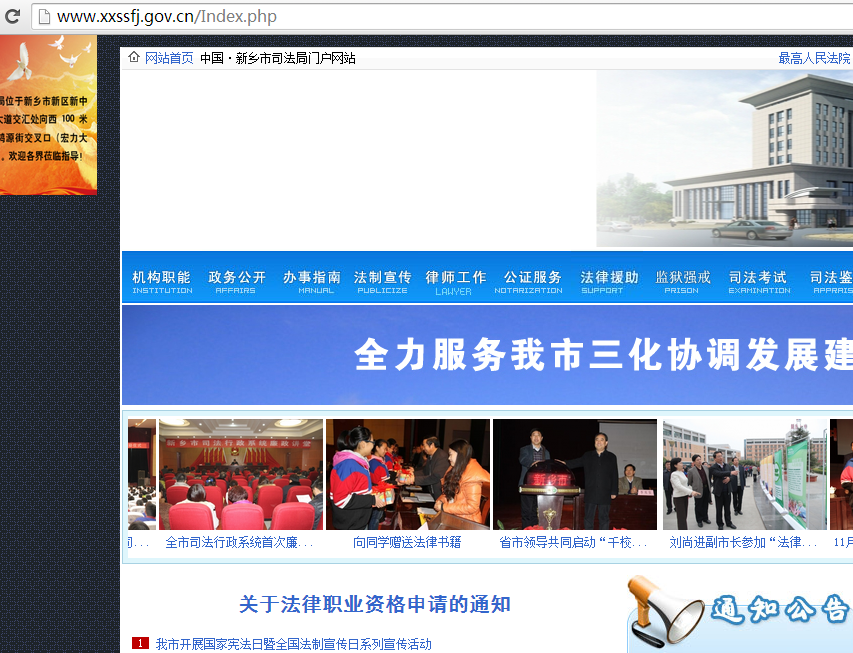 www.xxssfj.gov.cn/Index.php
网站首页 中国·新乡市司法局门户网站
最高人民法院
局位于新乡市新区新中
大道交汇处向西 100 米
源街交叉口（宏力大
。欢迎各界莅临指导!
机构职能 政务公开 办事指南 法制宣传 律师工作 公证服务 法律援助 监狱强戒 司法考试 司法鉴
INSTITUTION AFFAIRS MANUAL PUBLICIZE LAWYER NOTARIZATION SUPPORT PRISON EXAMINATION APPRAIS
全力服务我市三化协调发展建
新乡市司法行政系统廉政讲堂
司... 全市司法行政系统首次廉... 向同学赠送法律书籍 省市领导共同启动“千校... 刘尚进副市长参加“法律... 11月
关于法律职业资格申请的通知
通知公告
1 我市开展国家宪法日暨全国法制宣传日系列宣传活动